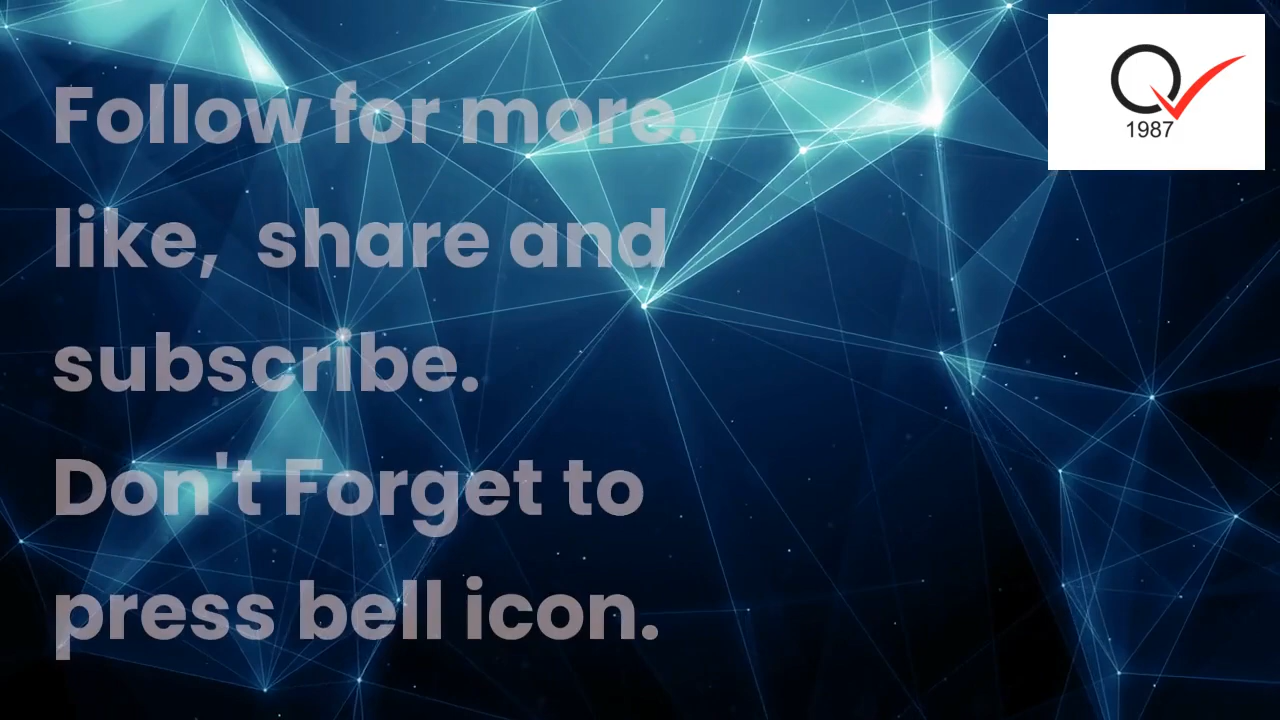 Follow for more.
like,  share and
subscribe.
Don't Forget to
press bell icon.
Q
1987